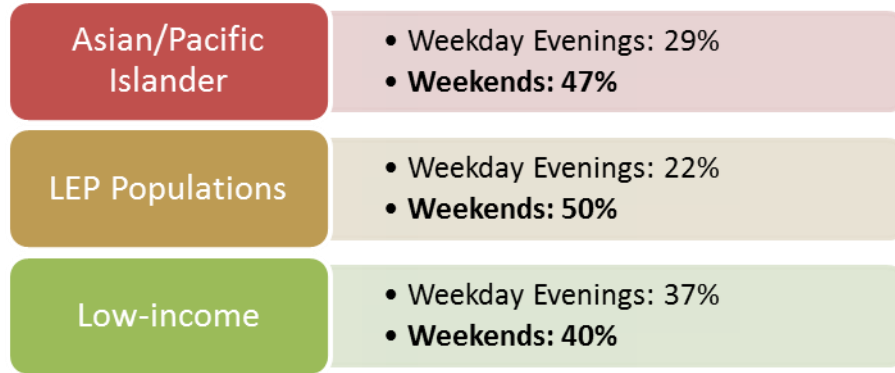 Asian/Pacific
Islander
• Weekday Evenings: 29%
• Weekends: 47%
LEP Populations
• Weekday Evenings: 22%
• Weekends: 50%
Low-income
• Weekday Evenings: 37%
• Weekends: 40%